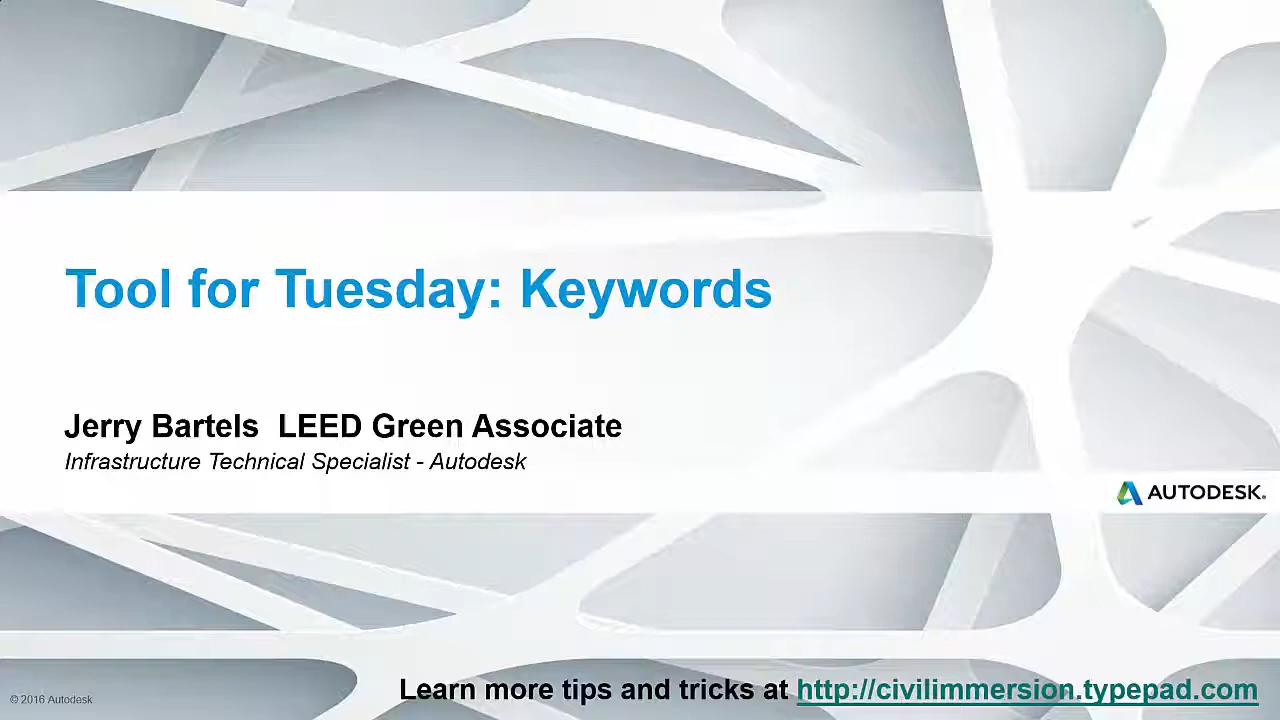 Tool for Tuesday: Keywords
Jerry Bartels LEED Green Associate
Infrastructure Technical Specialist - Autodesk
AUTODESK.
© 2016 Autodesk
Learn more tips and tricks at http://civilimmersion.typepad.com